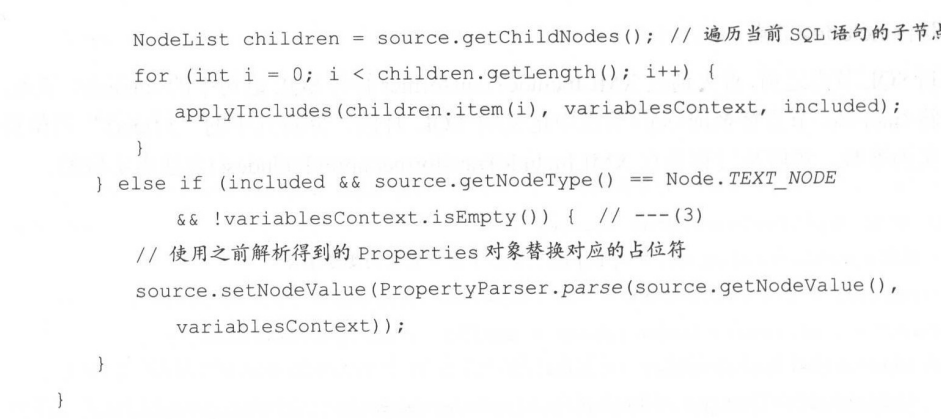 NodeList children = source.getChildNodes(); // 遍历当前 SQL 语句的子节点
for (int i = 0; i < children.getLength(); i++) {
applyIncludes(children.item(i), variablesContext, included);
}
} else if (included && source.getNodeType() == Node.TEXT_NODE
&& !variablesContext.isEmpty()) { // ---(3)
// 使用之前解析得到的 Properties 对象替换对应的占位符
source.setNodeValue(PropertyParser.parse(source.getNodeValue(),
variablesContext));
}
}